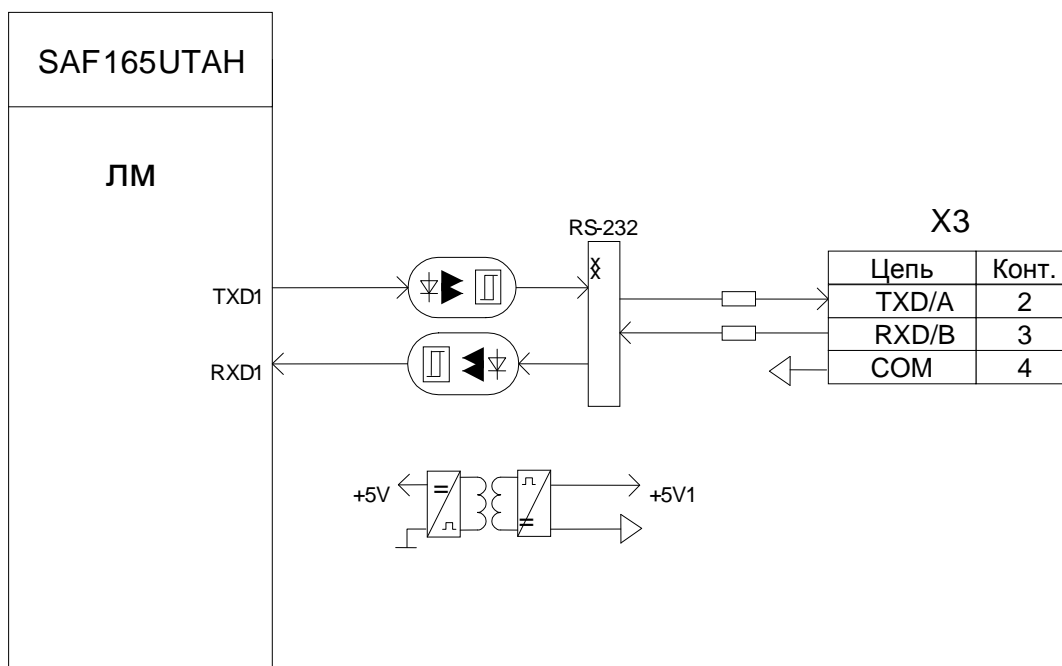 SAF165UTAH
ЛМ
RS-232
X3
Цепь Конт.
TXD1
TXD/A 2
RXD/B 3
RXD1
COM 4
+5V
+5V1